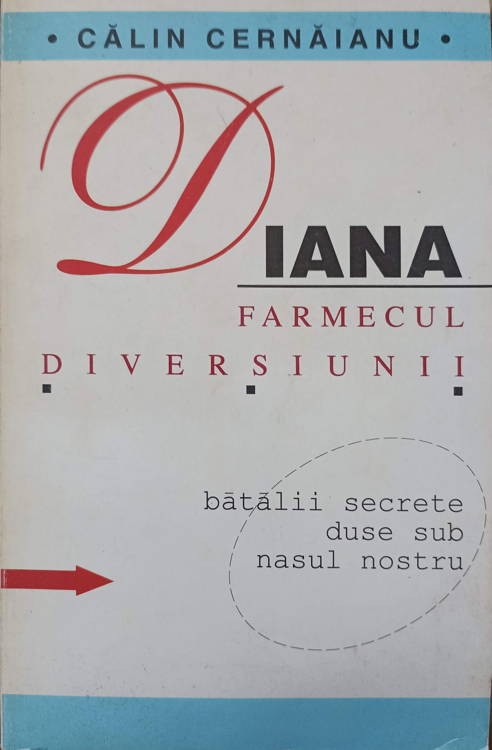 • CĂLIN CERNĂIANU •
DIANA
FARMECUL
DIVERSIUNII
bătălii secrete
duse sub
nasul nostru